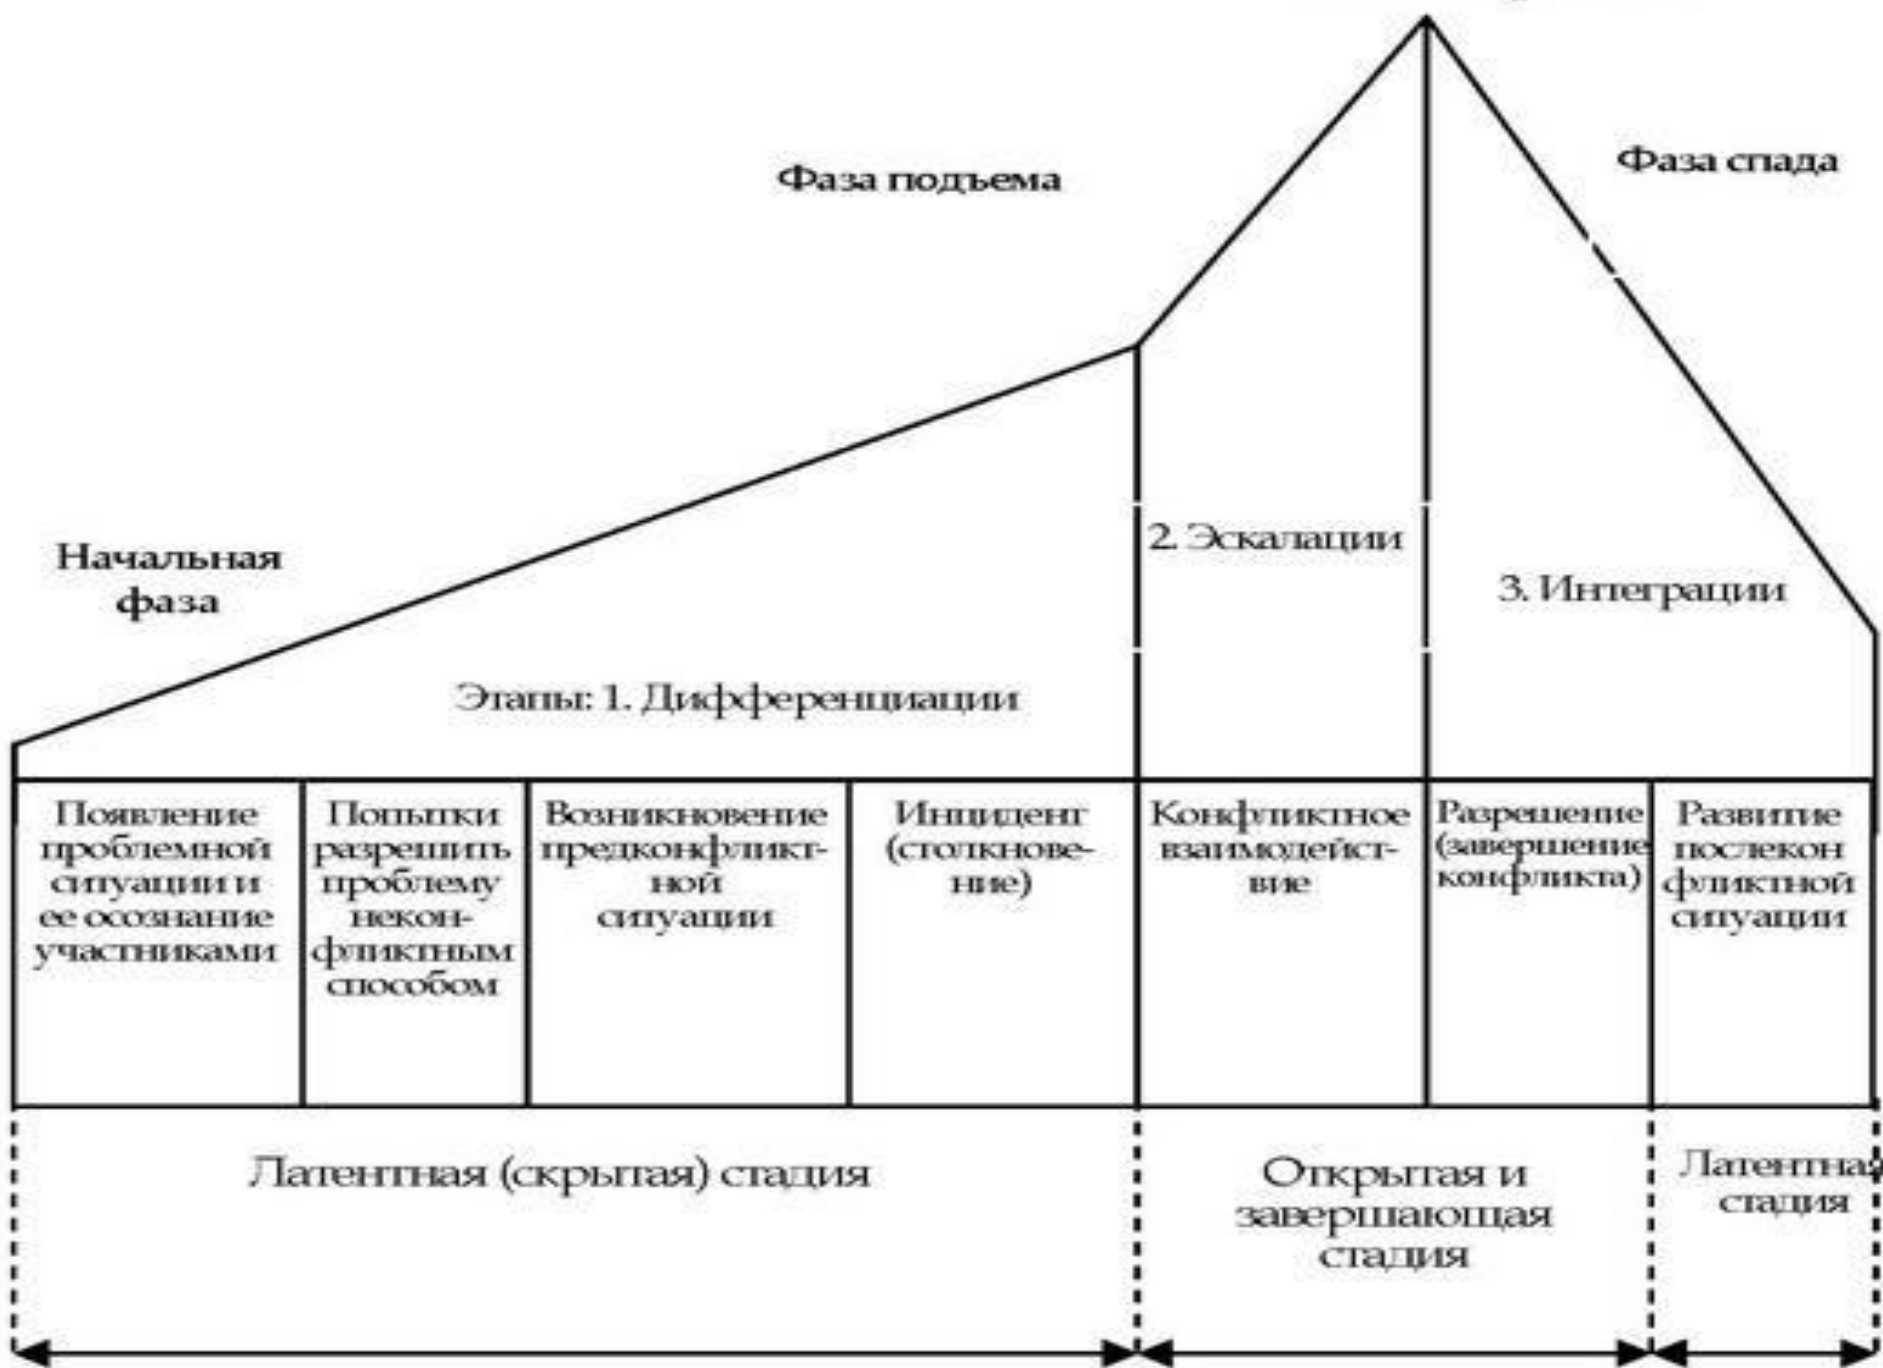 Фаза подъема
Фаза спада
Начальная
фаза
2. Эскалации
3. Интеграции
Этапы: 1. Дифференциации
Появление
проблемной
ситуации и
ее осознание
участниками
Попытки
разрешить
проблему
некон-
фликтным
способом
Возникновение
предконфликт-
ной
ситуации
Инцидент
(столкнове-
ние)
Конфликтное
взаимодейст-
вие
Разрешение
(завершение
конфликта)
Развитие
послекон
фликтной
ситуации
Латентная (скрытая) стадия
Открытая и
завершающая
стадия
Латентная
стадия